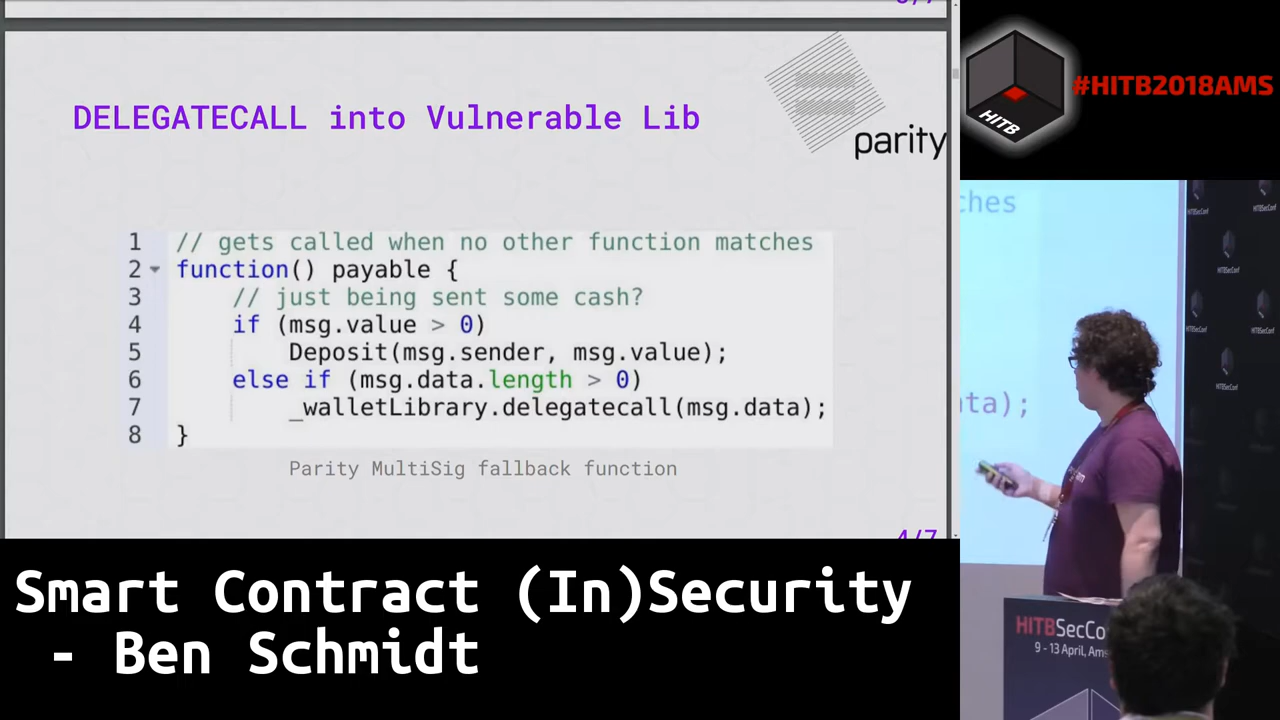 DELEGATECALL into Vulnerable Lib
parity
1 // gets called when no other function matches
2 function() payable {
3 // just being sent some cash?
4 if (msg.value > 0)
5 Deposit(msg.sender, msg.value);
6 else if (msg.data.length > 0)
7 _walletLibrary.delegatecall(msg.data);
8 }
Parity MultiSig fallback function
4/7
Smart Contract (In)Security
- Ben Schmidt
HITB
#HITB2018AMS
ches
ata);
HITBSecCo
9 - 13 April, Ams